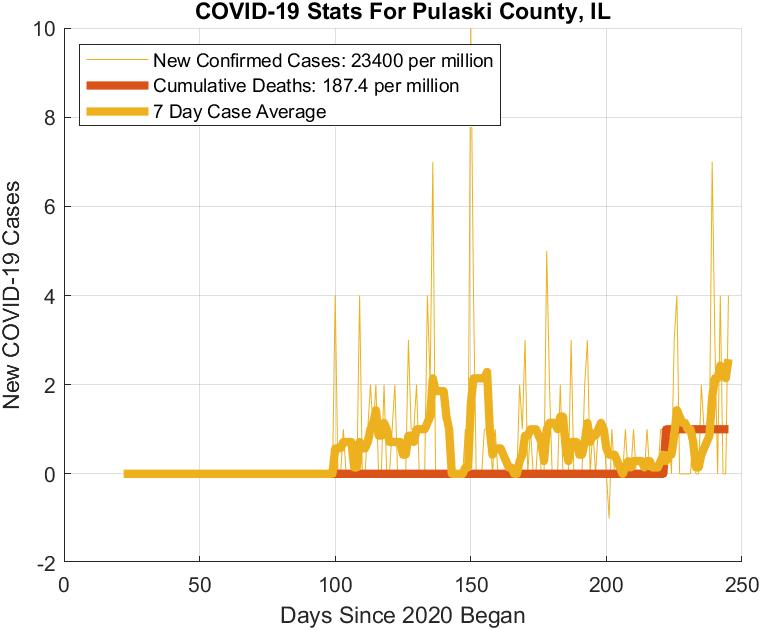 COVID-19 Stats For Pulaski County, IL
10
8
6
4
2
0
-2
New COVID-19 Cases
New Confirmed Cases: 23400 per million
Cumulative Deaths: 187.4 per million
7 Day Case Average
0
50
100
150
200
250
Days Since 2020 Began